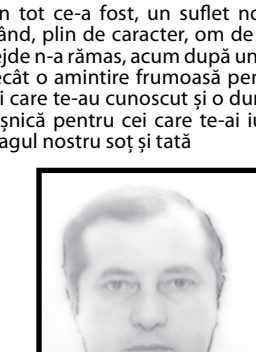 n tot ce-a fost, un suflet no
ând, plin de caracter, om de
ejde n-a rămas, acum după un
ecât o amintire frumoasă pen
i care te-au cunoscut și o dur
șnică pentru cei care te-ai iu
agul nostru soț și tată